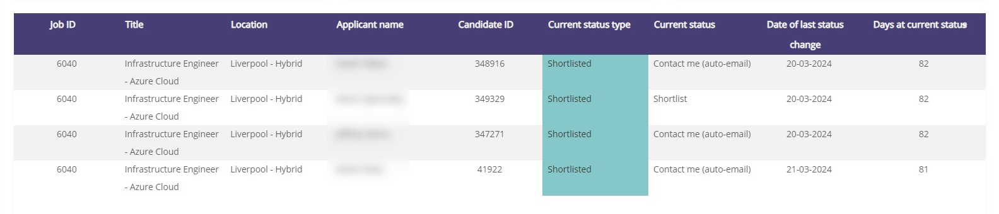 Job ID Title Location Applicant name Candidate ID Current status type Current status Date of last status Days at current status
change
6040 Infrastructure Engineer Liverpool - Hybrid 348916 Shortlisted Contact me (auto-email) 20-03-2024 82
- Azure Cloud
6040 Infrastructure Engineer Liverpool - Hybrid 349329 Shortlisted Shortlist 20-03-2024 82
- Azure Cloud
6040 Infrastructure Engineer Liverpool - Hybrid 347271 Shortlisted Contact me (auto-email) 20-03-2024 82
- Azure Cloud
6040 Infrastructure Engineer Liverpool - Hybrid 41922 Shortlisted Contact me (auto-email) 21-03-2024 81
- Azure Cloud